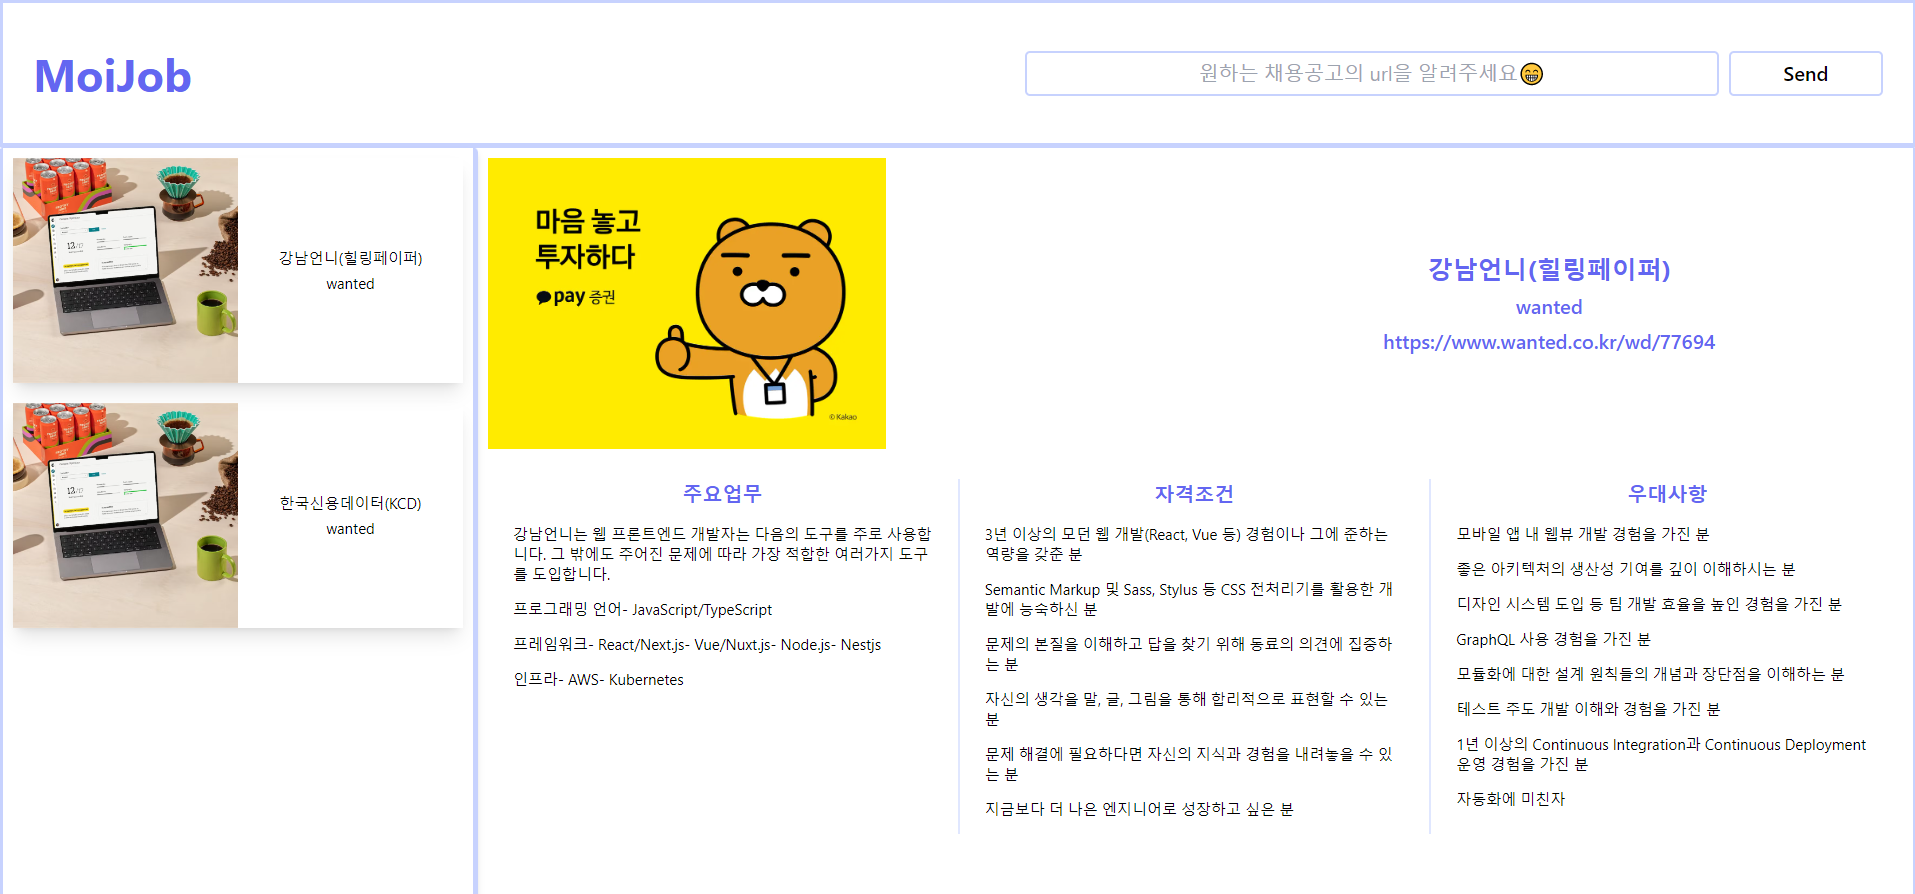 MoiJob
원하는 채용공고의 url을 알려주세요😁
Send
강남언니(힐링페이퍼)
wanted
한국신용데이터(KCD)
wanted
마음 놓고
투자하다
pay 증권
© Kakao
강남언니(힐링페이퍼)
wanted
https://www.wanted.co.kr/wd/77694
주요업무
강남언니는 웹 프론트엔드 개발자는 다음의 도구를 주로 사용합
니다. 그 밖에도 주어진 문제에 따라 가장 적합한 여러가지 도구
를 도입합니다.
프로그래밍 언어- JavaScript/TypeScript
프레임워크- React/Next.js- Vue/Nuxt.js- Node.js- Nestjs
인프라- AWS- Kubernetes
자격조건
3년 이상의 모던 웹 개발(React, Vue 등) 경험이나 그에 준하는
역량을 갖춘 분
Semantic Markup 및 Sass, Stylus 등 CSS 전처리기를 활용한 개
발에 능숙하신 분
문제의 본질을 이해하고 답을 찾기 위해 동료의 의견에 집중하
는 분
자신의 생각을 말, 글, 그림을 통해 합리적으로 표현할 수 있는
분
문제 해결에 필요하다면 자신의 지식과 경험을 내려놓을 수 있
는 분
지금보다 더 나은 엔지니어로 성장하고 싶은 분
우대사항
모바일 앱 내 웹뷰 개발 경험을 가진 분
좋은 아키텍처의 생산성 기여를 깊이 이해하시는 분
디자인 시스템 도입 등 팀 개발 효율을 높인 경험을 가진 분
GraphQL 사용 경험을 가진 분
모듈화에 대한 설계 원칙들의 개념과 장단점을 이해하는 분
테스트 주도 개발 이해와 경험을 가진 분
1년 이상의 Continuous Integration과 Continuous Deployment
운영 경험을 가진 분
자동화에 미친자